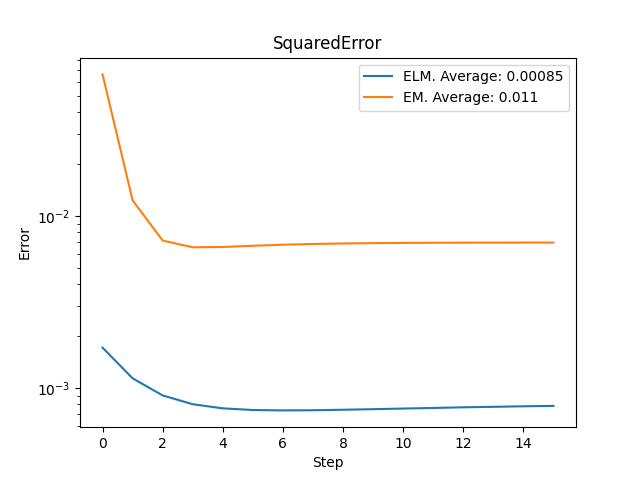 SquaredError
ELM. Average: 0.00085
EM. Average: 0.011
Error
10⁻²
10⁻³
0 2 4 6 8 10 12 14
Step